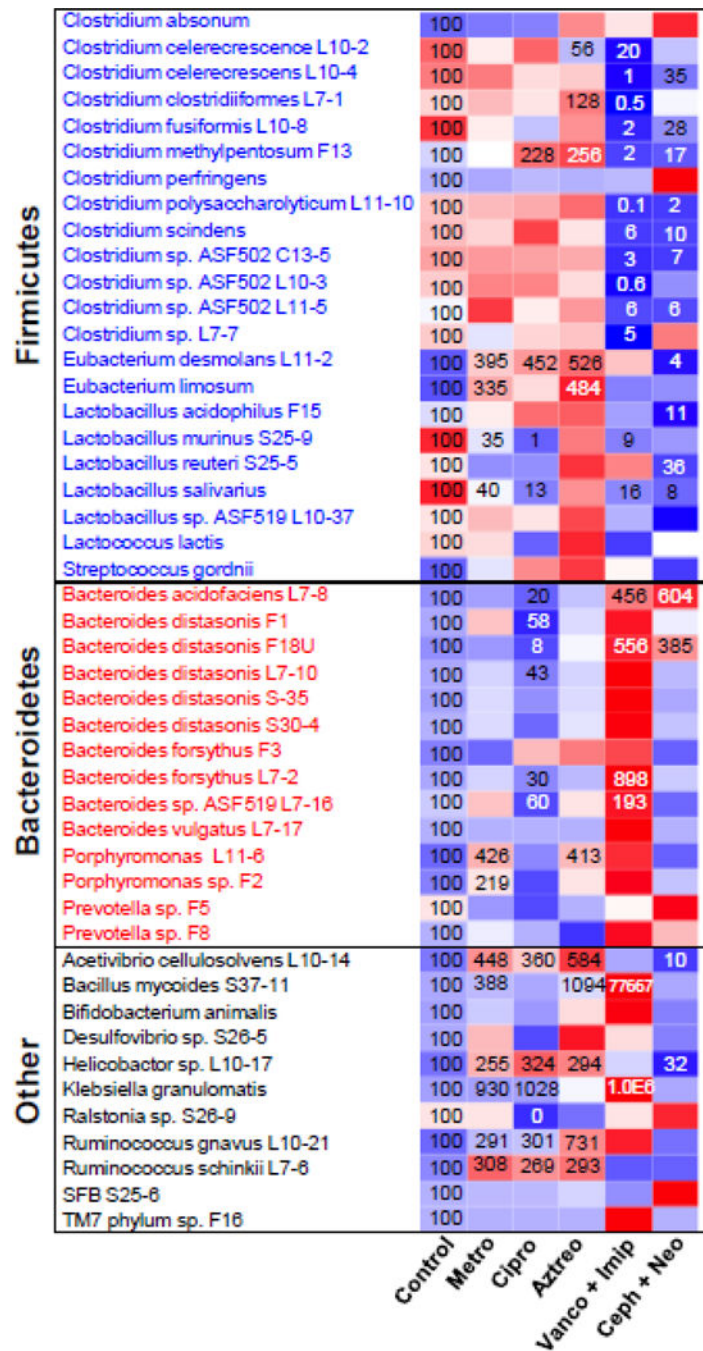 Firmicutes
Clostridium absonum 100
Clostridium celerecrescence L10-2 100 56 20
Clostridium celerecrescens L10-4 100 1 35
Clostridium clostridiiformes L7-1 100 128 0.5
Clostridium fusiformis L10-8 100 2 28
Clostridium methylpentosum F13 100 228 256 2 17
Clostridium perfringens 100
Clostridium polysaccharolyticum L11-10 100 0.1 2
Clostridium scindens 100 6 10
Clostridium sp. ASF502 C13-5 100 3 7
Clostridium sp. ASF502 L10-3 100 0.6
Clostridium sp. ASF502 L11-5 100 6 6
Clostridium sp. L7-7 100 5
Eubacterium desmolans L11-2 100 395 452 526 4
Eubacterium limosum 100 335 484
Lactobacillus acidophilus F15 100 11
Lactobacillus murinus S25-9 100 35 1 9
Lactobacillus reuteri S25-5 100 36
Lactobacillus salivarius 100 40 13 16 8
Lactobacillus sp. ASF519 L10-37 100
Lactococcus lactis 100
Streptococcus gordnii 100
Bacteroidetes
Bacteroides acidofaciens L7-8 100 20 456 604
Bacteroides distasonis F1 100 58
Bacteroides distasonis F18U 100 8 556 385
Bacteroides distasonis L7-10 100 43
Bacteroides distasonis S-35 100
Bacteroides distasonis S30-4 100
Bacteroides forsythus F3 100
Bacteroides forsythus L7-2 100 30 898
Bacteroides sp. ASF519 L7-16 100 60 193
Bacteroides vulgatus L7-17 100
Porphyromonas L11-6 100 426 413
Porphyromonas sp. F2 100 219
Prevotella sp. F5 100
Prevotella sp. F8 100
Other
Acetivibrio cellulosolvens L10-14 100 448 360 584 10
Bacillus mycoides S37-11 100 388 1094 77667
Bifidobacterium animalis 100
Desulfovibrio sp. S26-5 100
Helicobactor sp. L10-17 100 255 324 294 32
Klebsiella granulomatis 100 930 1028 1.0E6
Ralstonia sp. S26-9 100 0
Ruminococcus gnavus L10-21 100 291 301 731
Ruminococcus schinkii L7-6 100 308 269 293
SFB S25-6 100
TM7 phylum sp. F16 100
Control Metro Cipro Aztreo Vanco + Imip Ceph + Neo